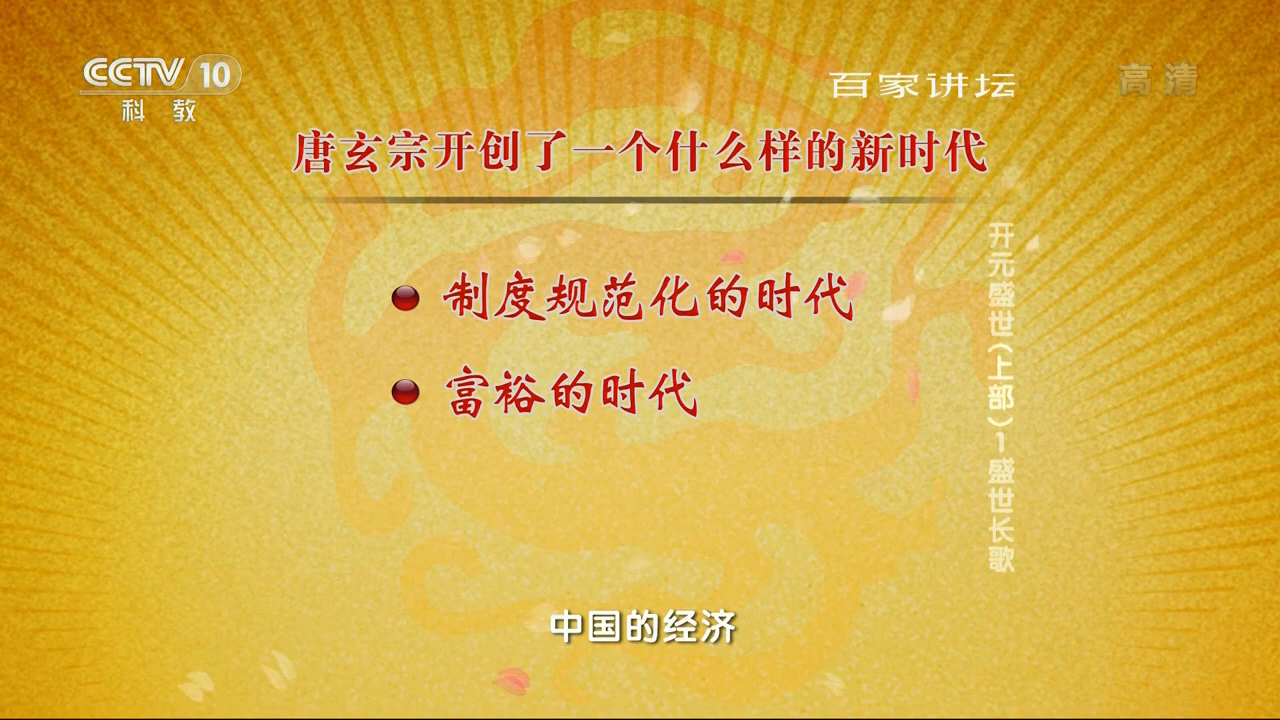 CCTV 10
科教
百家讲坛
高清
唐玄宗开创了一个什么样的新时代
制度规范化的时代
富裕的时代
开元盛世(上部)1盛世长歌
中国的经济